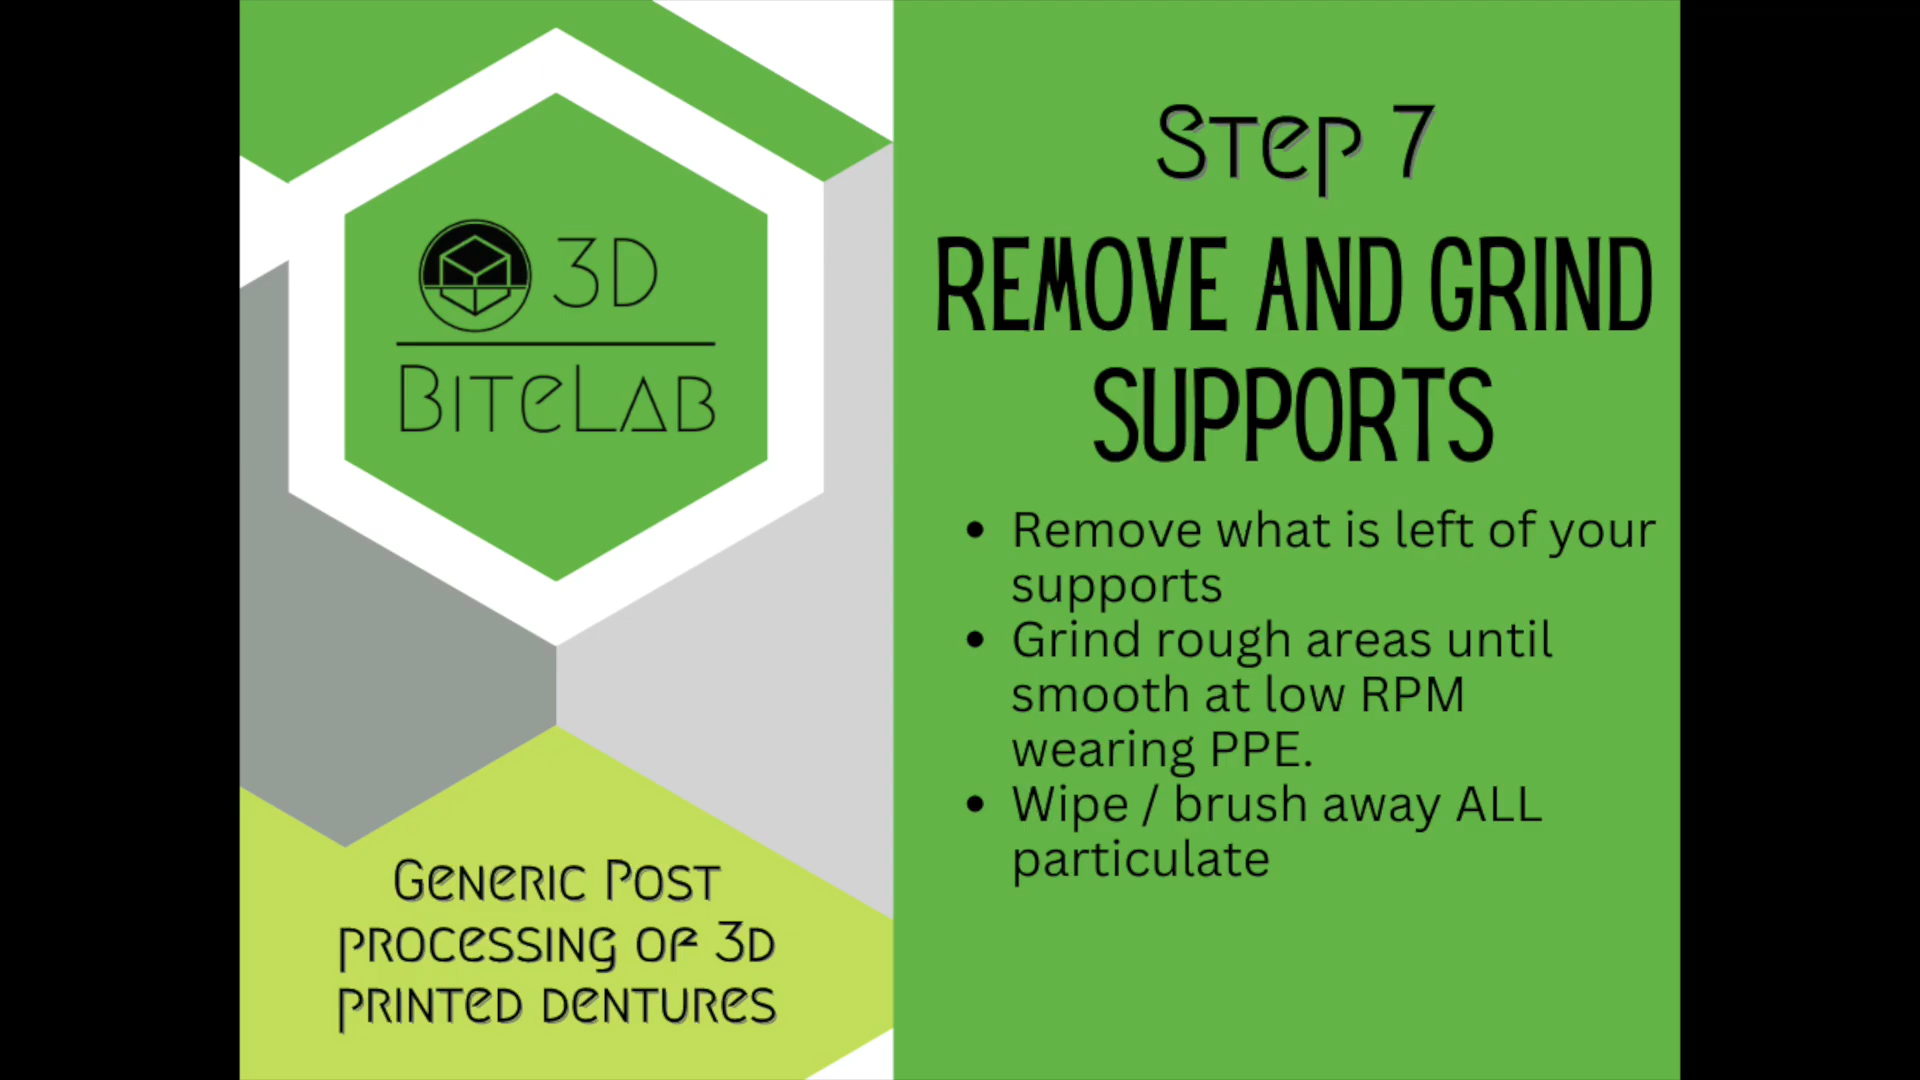 3D
BiteLab
Generic Post
processing of 3d
printed dentures
Step 7
REMOVE AND GRIND
SUPPORTS
• Remove what is left of your
supports
• Grind rough areas until
smooth at low RPM
wearing PPE.
• Wipe / brush away ALL
particulate